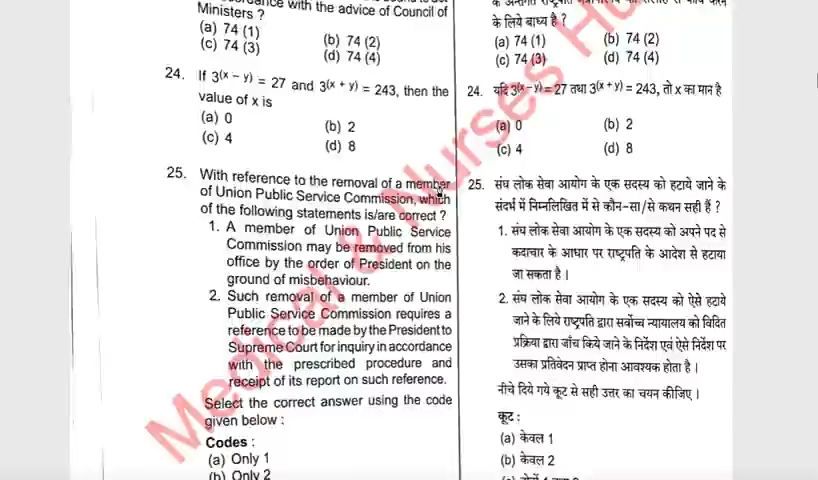 with the advice of Council of
Ministers ?
(a) 74 (1)
(b) 74 (2)
(c) 74 (3)
(d) 74 (4)
24. If 3^(x − y) = 27 and 3^(x + y) = 243, then the
value of x is
(a) 0
(b) 2
(c) 4
(d) 8
25. With reference to the removal of a member
of Union Public Service Commission, which
of the following statements is/are correct ?
1. A member of Union Public Service
Commission may be removed from his
office by the order of President on the
ground of misbehaviour.
2. Such removal of a member of Union
Public Service Commission requires a
reference to be made by the President to
Supreme Court for inquiry in accordance
with the prescribed procedure and
receipt of its report on such reference.
Select the correct answer using the code
given below :
Codes :
(a) Only 1
(b) Only 2
के लिये बाध्य है ?
(a) 74 (1)
(b) 74 (2)
(c) 74 (3)
(d) 74 (4)
24. यदि 3^(x − y) = 27 तथा 3^(x + y) = 243, तो x का मान है
(a) 0
(b) 2
(c) 4
(d) 8
25. संघ लोक सेवा आयोग के एक सदस्य को हटाये जाने के
संदर्भ में निम्नलिखित में से कौन-सा/से कथन सही हैं ?
1. संघ लोक सेवा आयोग के एक सदस्य को अपने पद से
कदाचार के आधार पर राष्ट्रपति के आदेश से हटाया
जा सकता है ।
2. संघ लोक सेवा आयोग के एक सदस्य को ऐसे हटाये
जाने के लिये राष्ट्रपति द्वारा सर्वोच्च न्यायालय को विदित
प्रक्रिया द्वारा जाँच किये जाने के निर्देश एवं ऐसे निर्देश पर
उसका प्रतिवेदन प्राप्त होना आवश्यक होता है ।
नीचे दिये गये कूट से सही उत्तर का चयन कीजिए ।
कूट :
(a) केवल 1
(b) केवल 2
Medical & Nurses